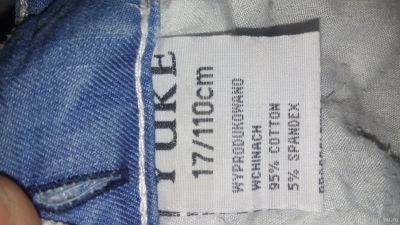 YUKE
17/110cm
WYPRODUKOWANO
WCHINACH
95% COTTON
5% SPANDEX